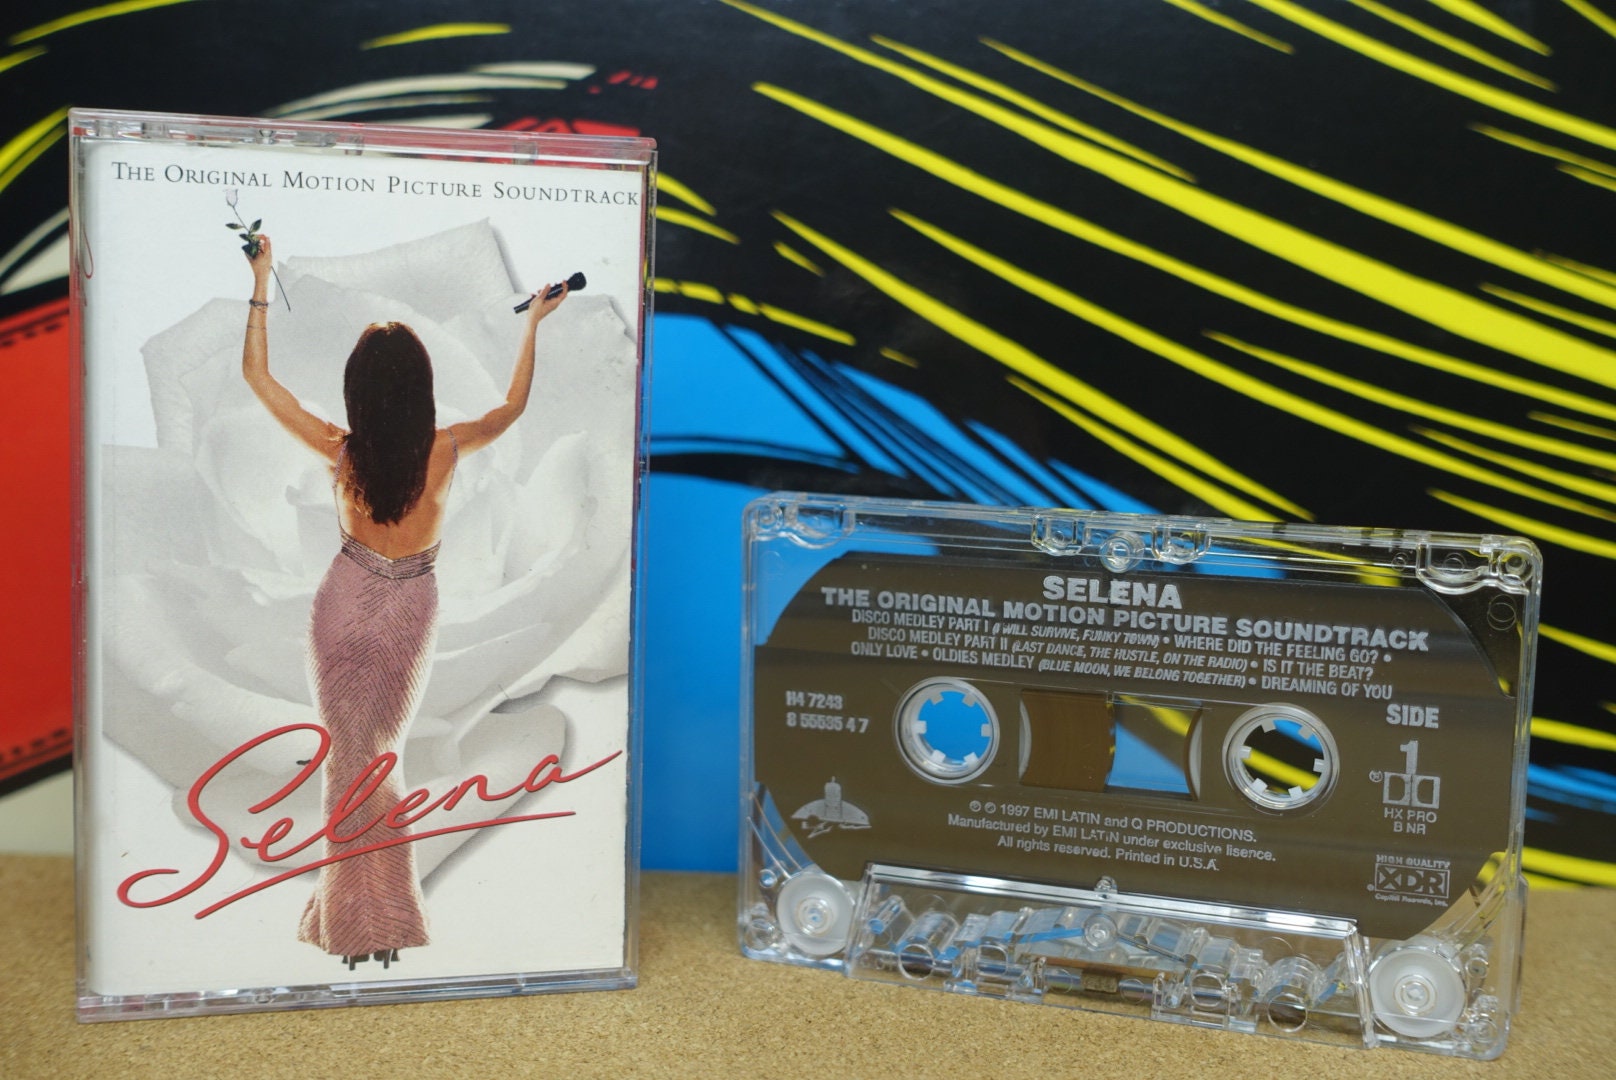 THE ORIGINAL MOTION PICTURE SOUNDTRACK
Selena
SELENA
THE ORIGINAL MOTION PICTURE SOUNDTRACK
DISCO MEDLEY PART I (I WILL SURVIVE, FUNKY TOWN) • WHERE DID THE FEELING GO? •
DISCO MEDLEY PART II (LAST DANCE, THE HUSTLE, ON THE RADIO) • IS IT THE BEAT?
ONLY LOVE • OLDIES MEDLEY (BLUE MOON, WE BELONG TOGETHER) • DREAMING OF YOU
H4 7243
8 55535 4 7
SIDE
1
HX PRO
B NR
℗ © 1997 EMI LATIN and Q PRODUCTIONS.
Manufactured by EMI LATIN under exclusive lisence.
All rights reserved. Printed in U.S.A.
HIGH QUALITY
XDR
Capitol Records, Inc.